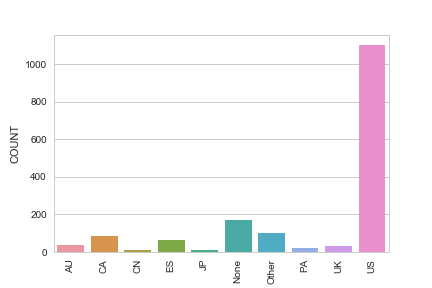 1000
800
600
400
200
0
COUNT
AU
CA
CN
ES
JP
None
Other
PA
UK
US